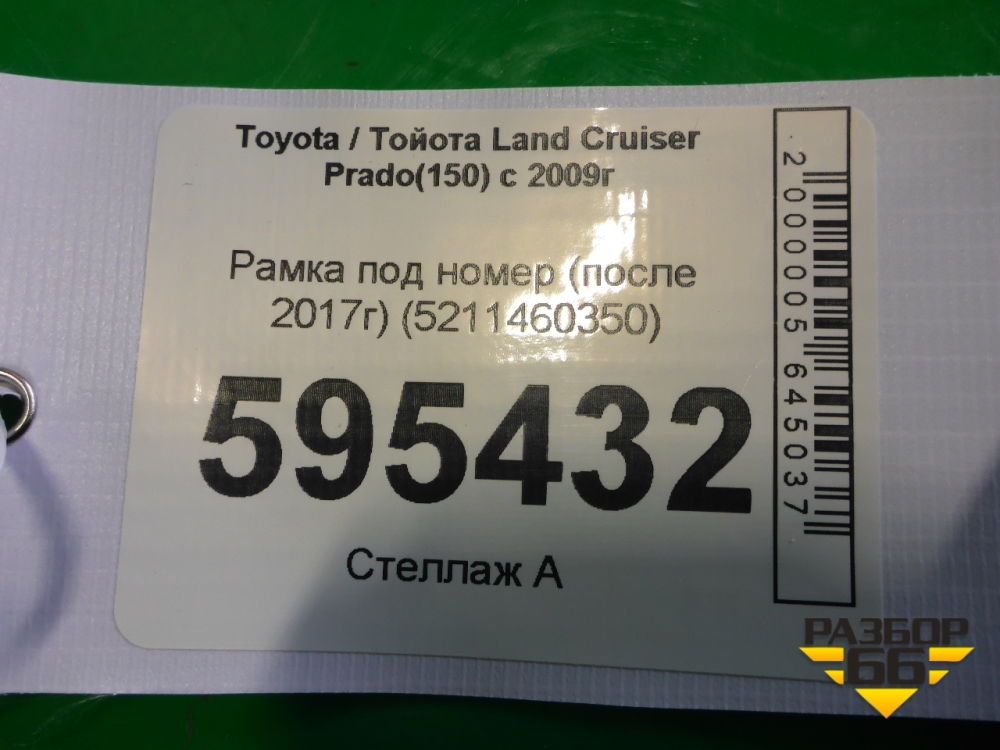 Toyota / Тойота Land Cruiser
Prado(150) с 2009г
Рамка под номер (после
2017г) (5211460350)
595432
Стеллаж А
2000005645037
РАЗБОР
66